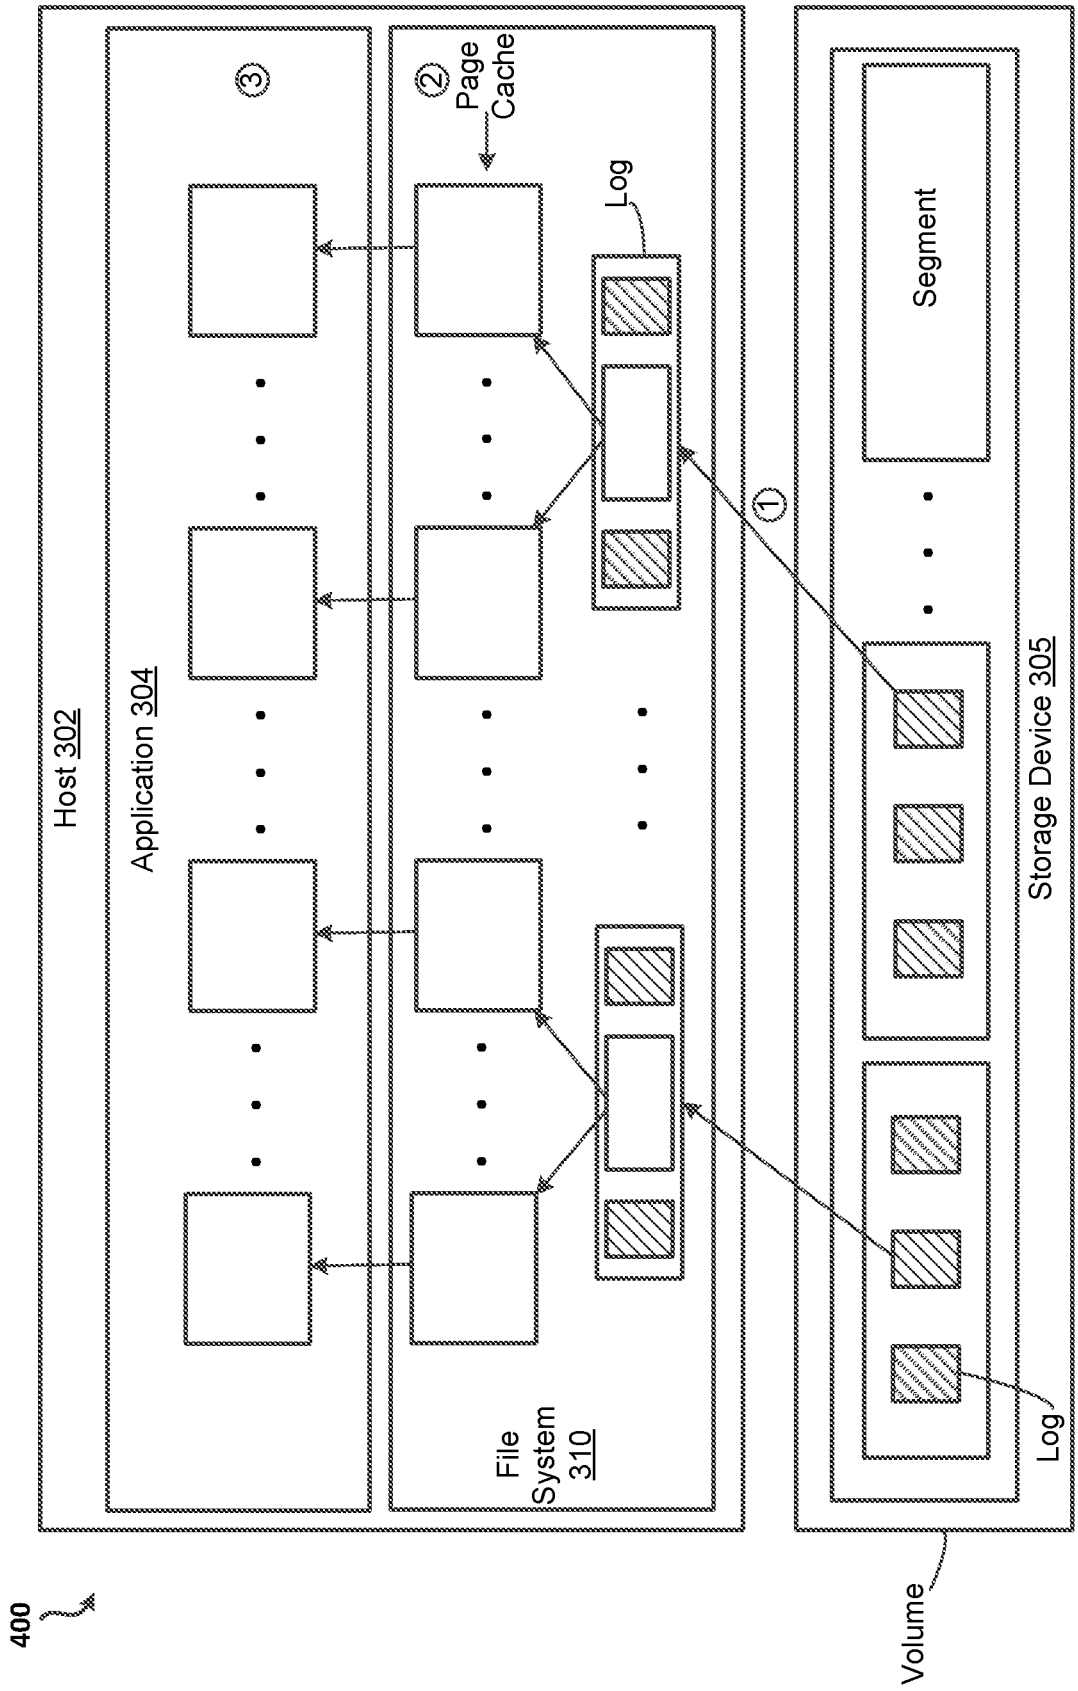 400
Host 302
Application 304
③
②
Page
Cache
Log
File
System
310
①
Segment
Storage Device 305
Log
Volume